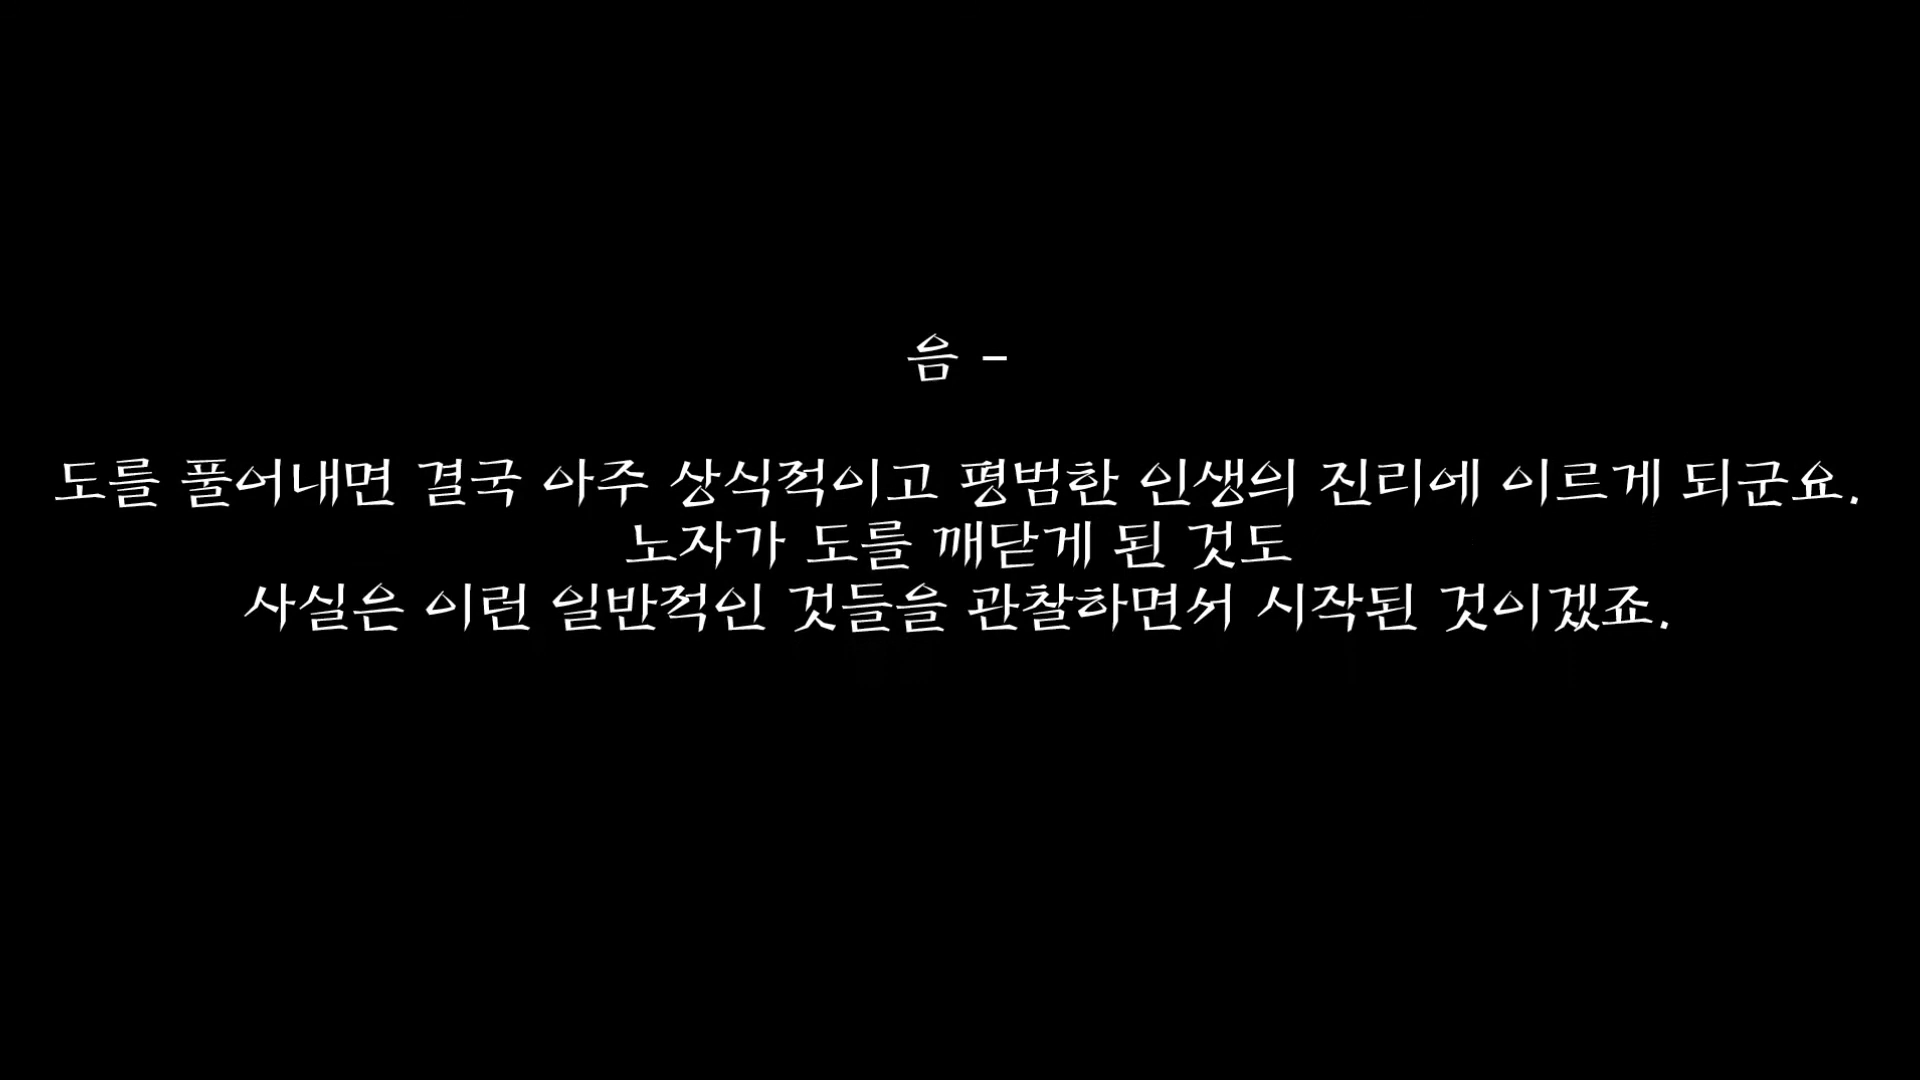 음 -
도를 풀어내면 결국 아주 상식적이고 평범한 인생의 진리에 이르게 되군요.
노자가 도를 깨닫게 된 것도
사실은 이런 일반적인 것들을 관찰하면서 시작된 것이겠죠.